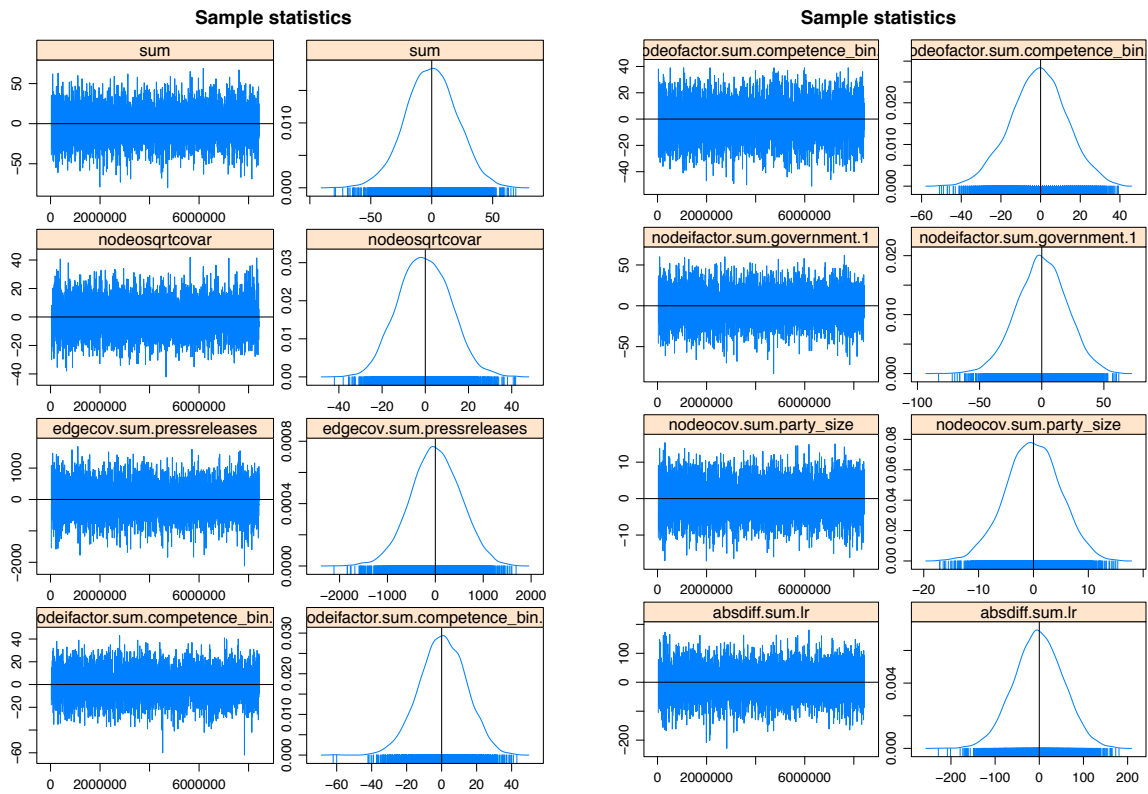 Sample statistics
sum
50
0
−50
0 2000000 6000000
sum
0.010
0.000
−50 0 50
nodeosqrtcovar
40
20
0
−20
−40
0 2000000 6000000
nodeosqrtcovar
0.03
0.02
0.01
0.00
−40 −20 0 20 40
edgecov.sum.pressreleases
1000
0
−2000
0 2000000 6000000
edgecov.sum.pressreleases
0.0008
0.0004
0.0000
−2000 −1000 0 1000 2000
odeifactor.sum.competence_bin.
40
20
0
−20
−60
0 2000000 6000000
odeifactor.sum.competence_bin.
0.030
0.020
0.010
0.000
−60 −40 −20 0 20 40
Sample statistics
odeofactor.sum.competence_bin.
40
20
0
−20
−60
0 2000000 6000000
odeofactor.sum.competence_bin.
0.020
0.010
0.000
−60 −40 −20 0 20 40
nodeifactor.sum.government.1
50
0
−50
0 2000000 6000000
nodeifactor.sum.government.1
0.020
0.010
0.000
−100 −50 0 50
nodeocov.sum.party_size
10
0
−10
0 2000000 6000000
nodeocov.sum.party_size
0.08
0.06
0.04
0.02
0.00
−20 −10 0 10
absdiff.sum.lr
100
0
−200
0 2000000 6000000
absdiff.sum.lr
0.004
0.000
−200 −100 0 100 200